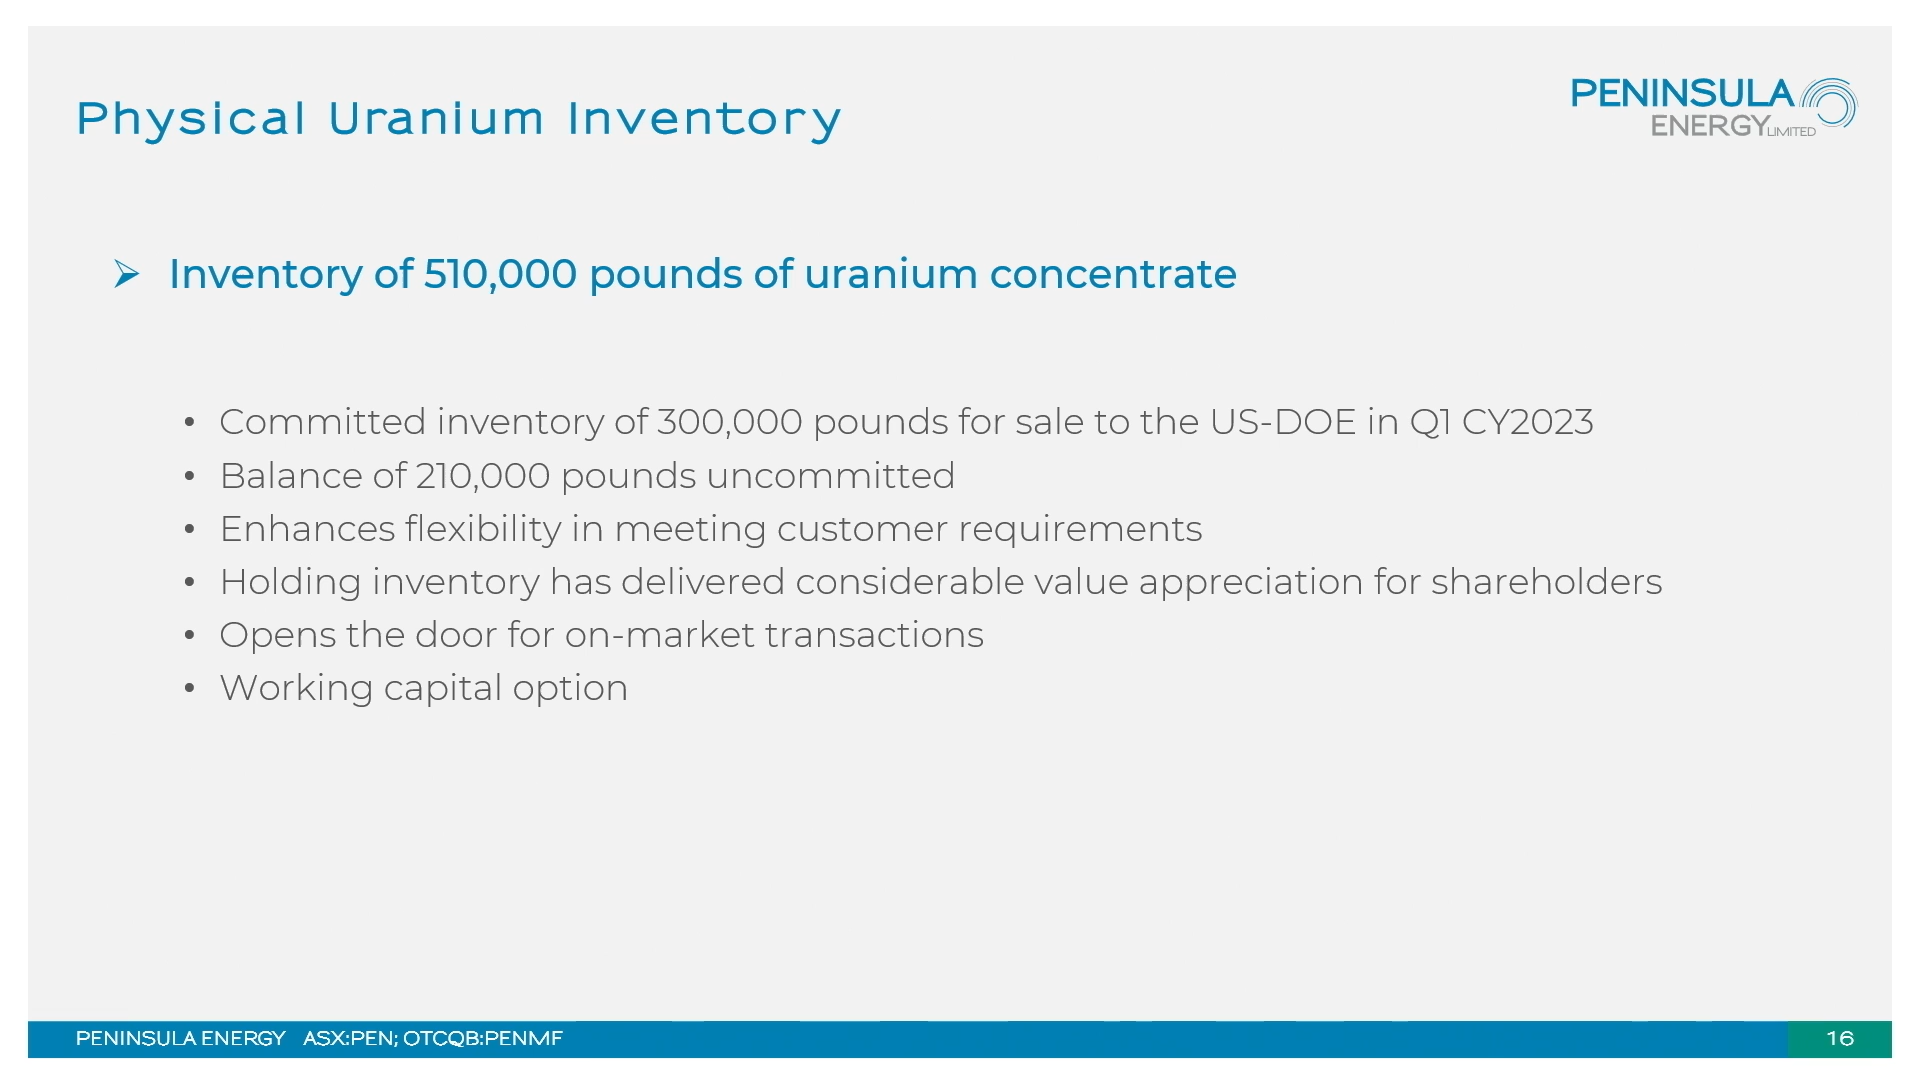 Physical Uranium Inventory
PENINSULA
ENERGY LIMITED
➢ Inventory of 510,000 pounds of uranium concentrate
• Committed inventory of 300,000 pounds for sale to the US-DOE in Q1 CY2023
• Balance of 210,000 pounds uncommitted
• Enhances flexibility in meeting customer requirements
• Holding inventory has delivered considerable value appreciation for shareholders
• Opens the door for on-market transactions
• Working capital option
PENINSULA ENERGY ASX:PEN; OTCQB:PENMF
16